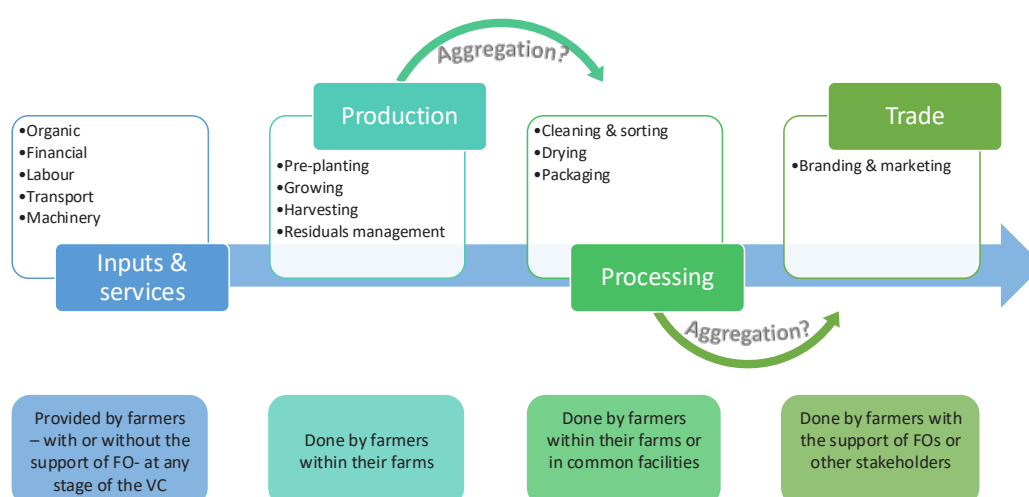 Aggregation?
Production
Trade
•Organic
•Financial
•Labour
•Transport
•Machinery
Inputs &
services
•Pre-planting
•Growing
•Harvesting
•Residuals management
•Cleaning & sorting
•Drying
•Packaging
Processing
•Branding & marketing
Aggregation?
Provided by farmers
– with or without the
support of FO- at any
stage of the VC
Done by farmers
within their farms
Done by farmers
within their farms or
in common facilities
Done by farmers with
the support of FOs or
other stakeholders